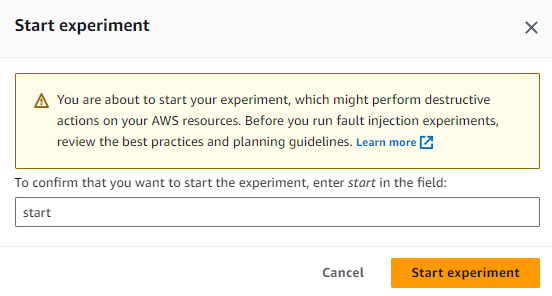 Start experiment
You are about to start your experiment, which might perform destructive
actions on your AWS resources. Before you run fault injection experiments,
review the best practices and planning guidelines. Learn more
To confirm that you want to start the experiment, enter start in the field:
start
Cancel Start experiment